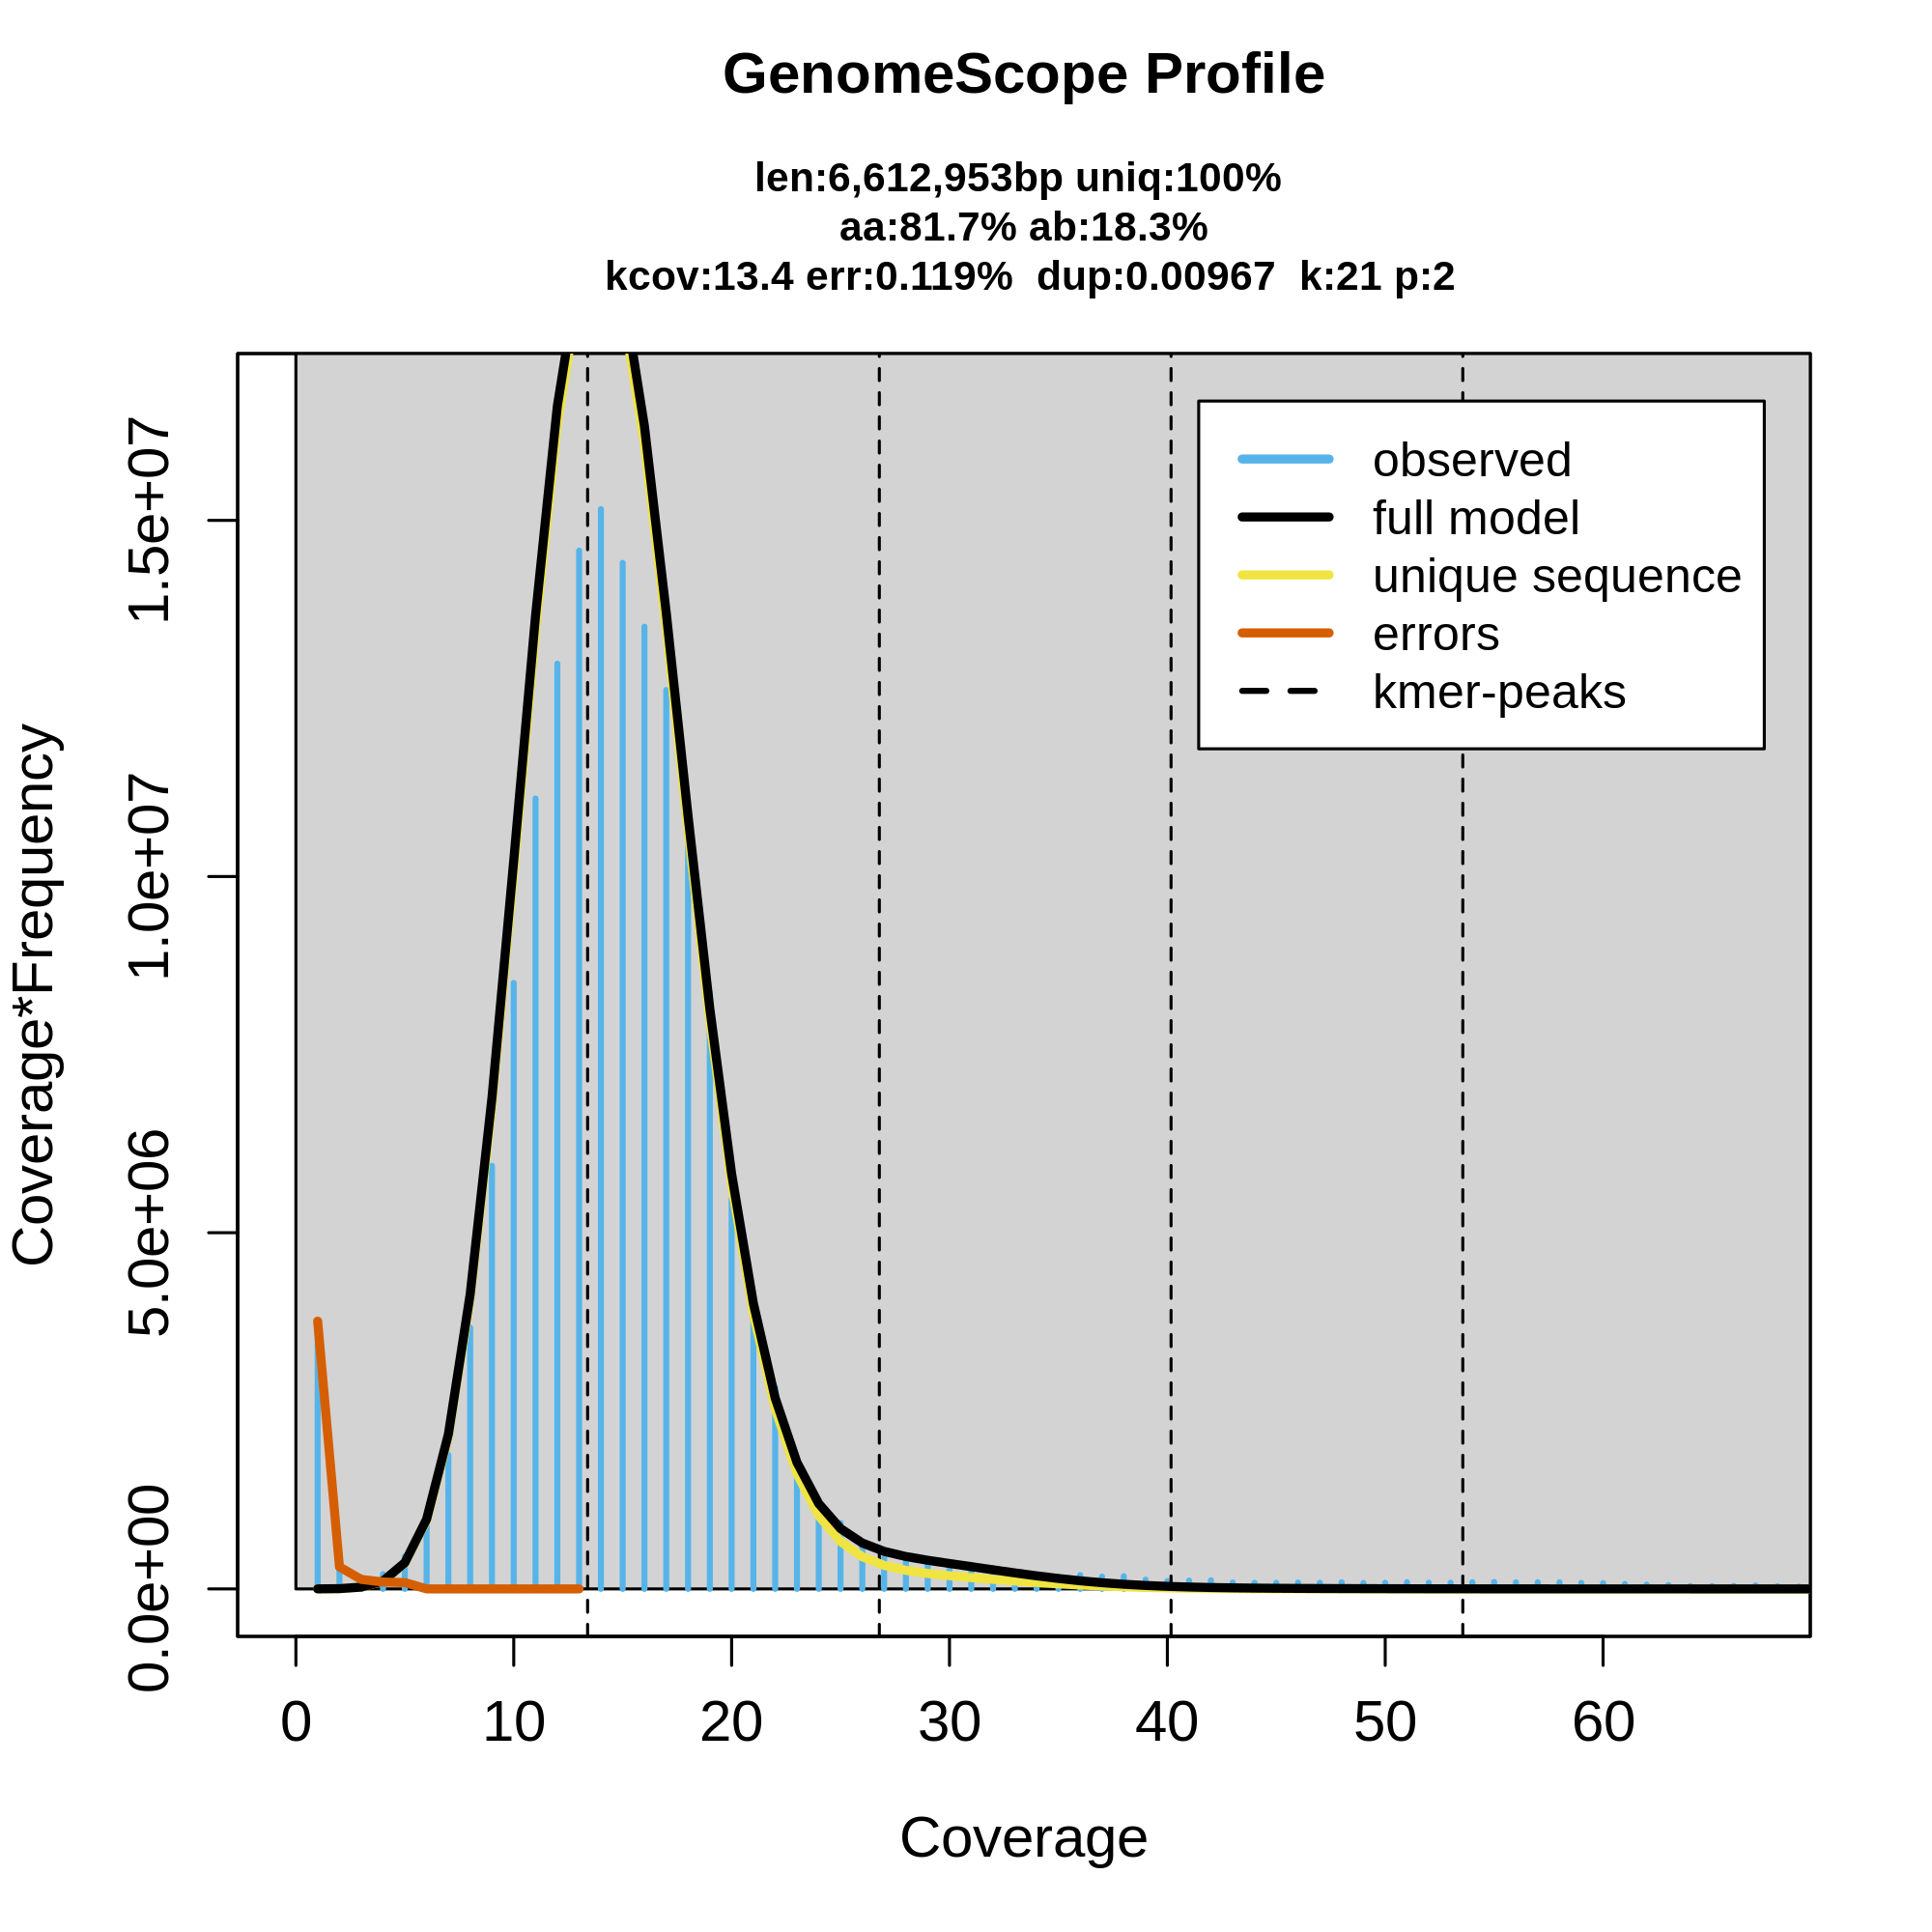 GenomeScope Profile
len:6,612,953bp uniq:100%
aa:81.7% ab:18.3%
kcov:13.4 err:0.119%  dup:0.00967  k:21 p:2
observed
full model
unique sequence
errors
kmer-peaks
Coverage*Frequency
1.5e+07
1.0e+07
5.0e+06
0.0e+00
0 10 20 30 40 50 60
Coverage